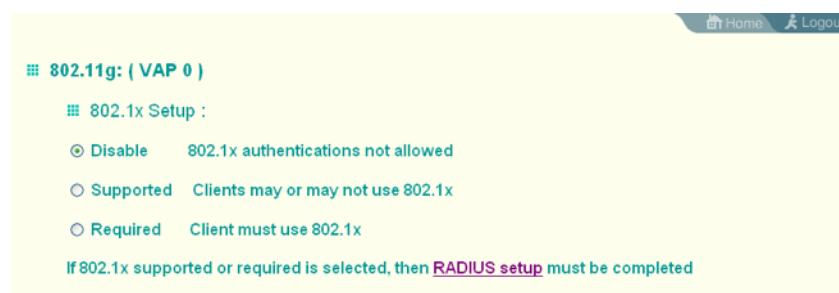 Home Logou
802.11g: ( VAP 0 )
802.1x Setup :
Disable 802.1x authentications not allowed
Supported Clients may or may not use 802.1x
Required Client must use 802.1x
If 802.1x supported or required is selected, then RADIUS setup must be completed